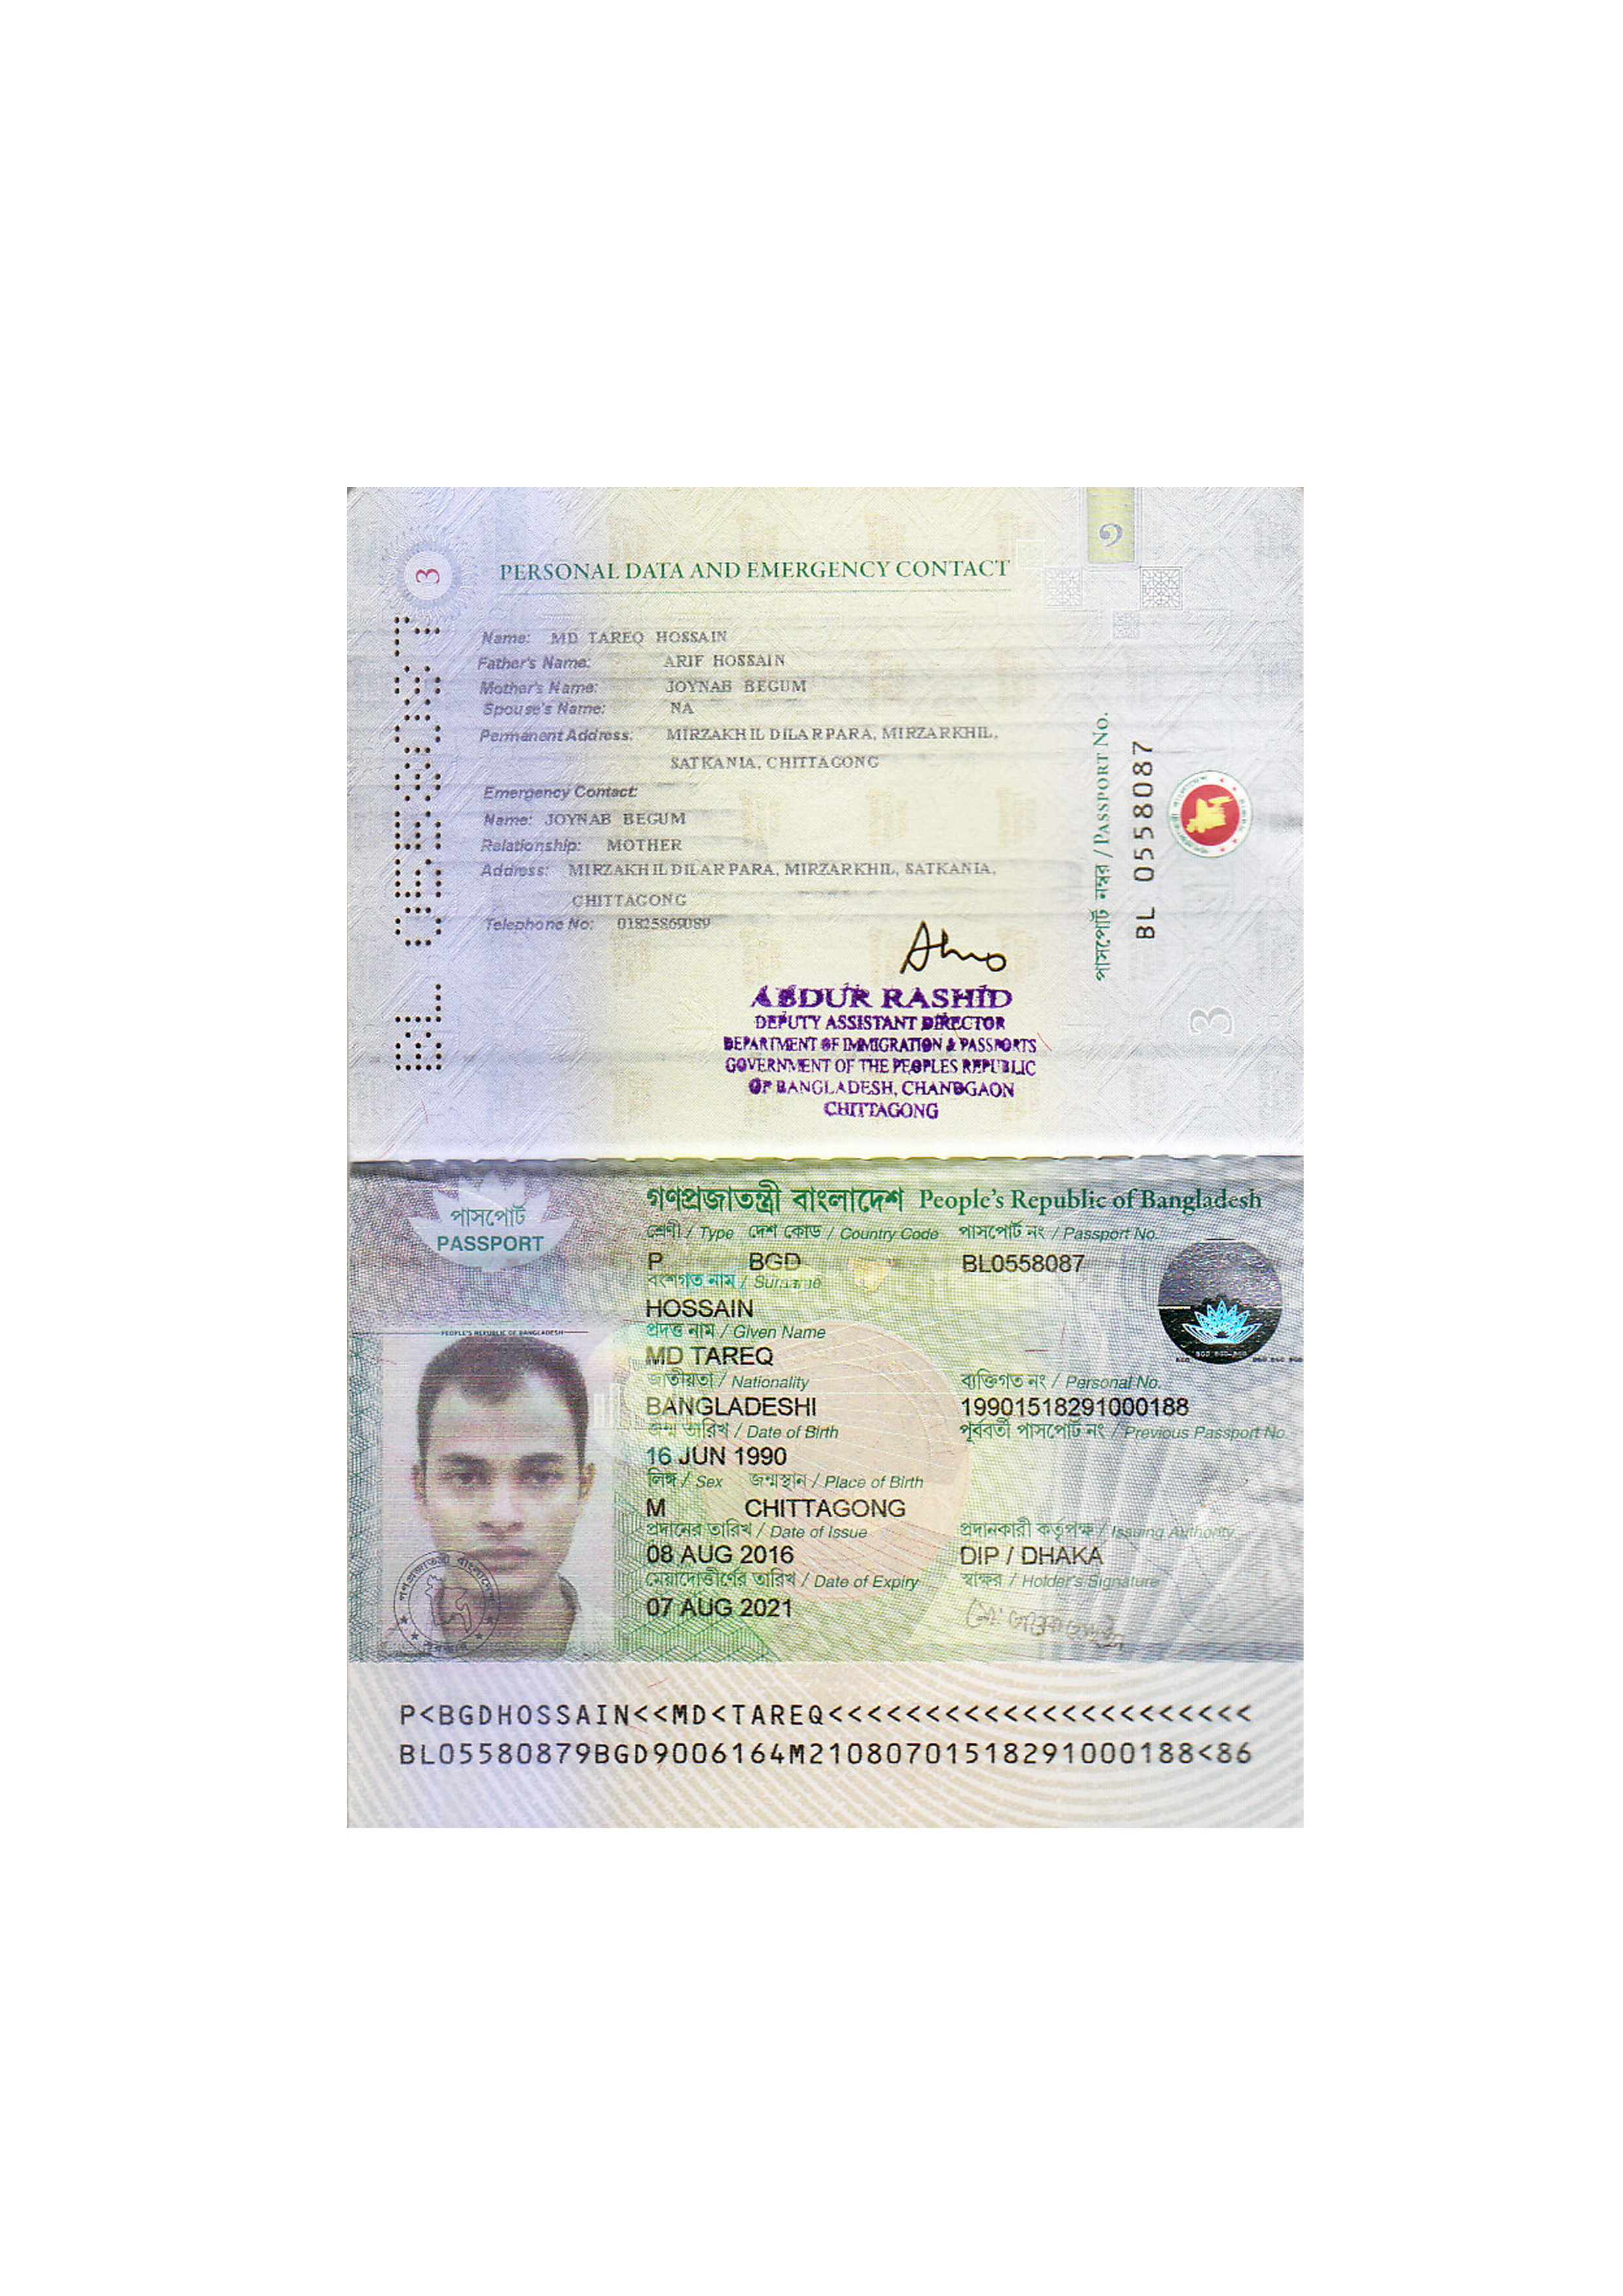 3
PERSONAL DATA AND EMERGENCY CONTACT
Name: MD TAREQ HOSSAIN
Father's Name: ARIF HOSSAIN
Mother's Name: JOYNAB BEGUM
Spouse's Name: NA
Permanent Address: MIRZAKHIL DILARPARA, MIRZARKHIL,
SATKANIA, CHITTAGONG
Emergency Contact:
Name: JOYNAB BEGUM
Relationship: MOTHER
Address: MIRZAKHIL DILAR PARA, MIRZARKHIL, SATKANIA,
CHITTAGONG
Telephone No: 01825869089
BL 0558087
পাসপোর্ট নম্বর / PASSPORT No.
BL 0558087
3
ABDUR RASHID
DEPUTY ASSISTANT DIRECTOR
DEPARTMENT OF IMMIGRATION & PASSPORTS
GOVERNMENT OF THE PEOPLES REPUBLIC
OF BANGLADESH, CHANDGAON
CHITTAGONG
পাসপোর্ট
PASSPORT
গণপ্রজাতন্ত্রী বাংলাদেশ People's Republic of Bangladesh
শ্রেণী / Type দেশ কোড / Country Code পাসপোর্ট নং / Passport No.
P BGD BL0558087
বংশগত নাম / Surname
HOSSAIN
প্রদত্ত নাম / Given Name
MD TAREQ
জাতীয়তা / Nationality ব্যক্তিগত নং / Personal No.
BANGLADESHI 19901518291000188
জন্ম তারিখ / Date of Birth পূর্ববর্তী পাসপোর্ট নং / Previous Passport No.
16 JUN 1990
লিঙ্গ / Sex জন্মস্থান / Place of Birth
M CHITTAGONG
প্রদানের তারিখ / Date of Issue প্রদানকারী কর্তৃপক্ষ / Issuing Authority
08 AUG 2016 DIP / DHAKA
মেয়াদোত্তীর্ণের তারিখ / Date of Expiry স্বাক্ষর / Holder's Signature
07 AUG 2021
PEOPLE'S REPUBLIC OF BANGLADESH
P<BGDHOSSAIN<<MD<TAREQ<<<<<<<<<<<<<<<<<<<<<<
BL05580879BGD9006164M21080701518291000188<86